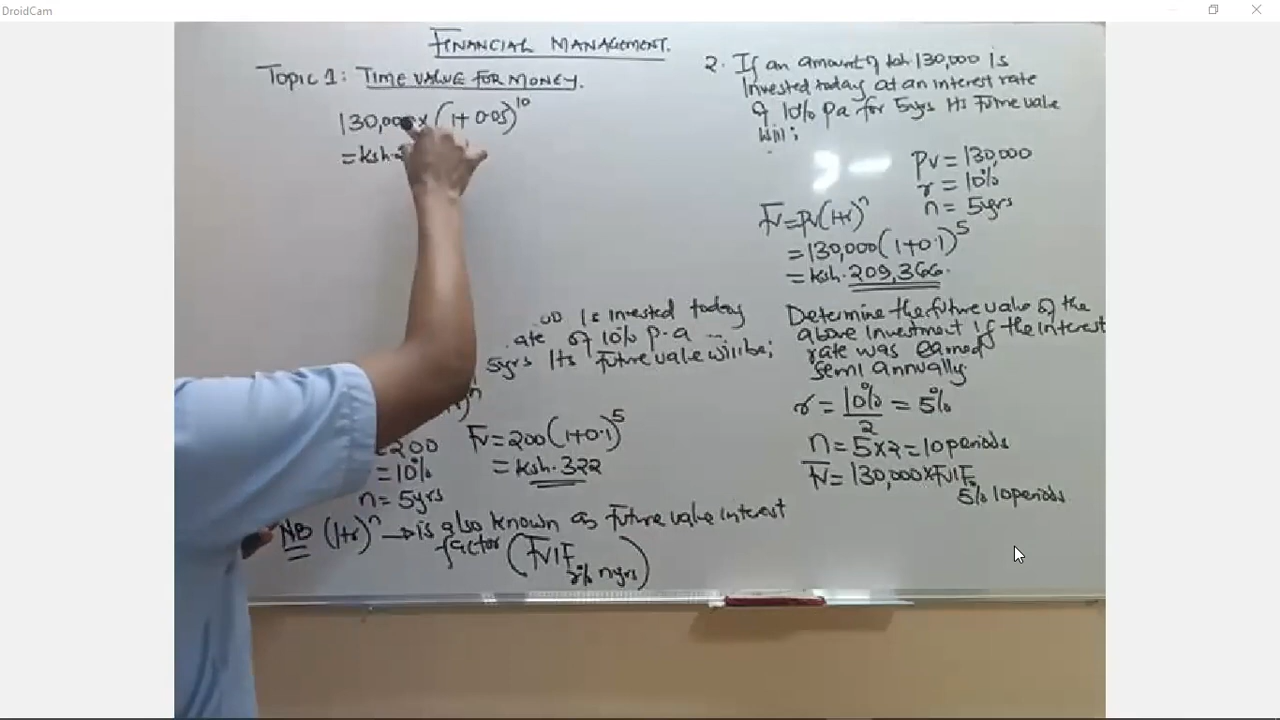 DroidCam
FINANCIAL MANAGEMENT.
Topic 1: TIME VALUE FOR MONEY.
130,000 x (1+0.05)^10
= ksh.
is invested today
ate of 10% p.a ...
5yrs Its Future value will be;
200
= 10%
n = 5yrs
FV = 200(1+0.1)^5
= ksh. 322
NB (1+r)^n → is also known as Future value interest
factor (FVIF r% n yrs)
2. If an amount of ksh 130,000 is
Invested today at an interest rate
of 10% pa for 5yrs Its Future value
will;
PV = 130,000
r = 10%
n = 5yrs
FV = PV(1+r)^n
= 130,000(1+0.1)^5
= ksh. 209,366.
Determine the future value of the
above Investment if the interest
rate was earned
semi annually
r = 10%/2 = 5%
n = 5x2 = 10 periods
FV = 130,000 x FVIF
5% 10 periods